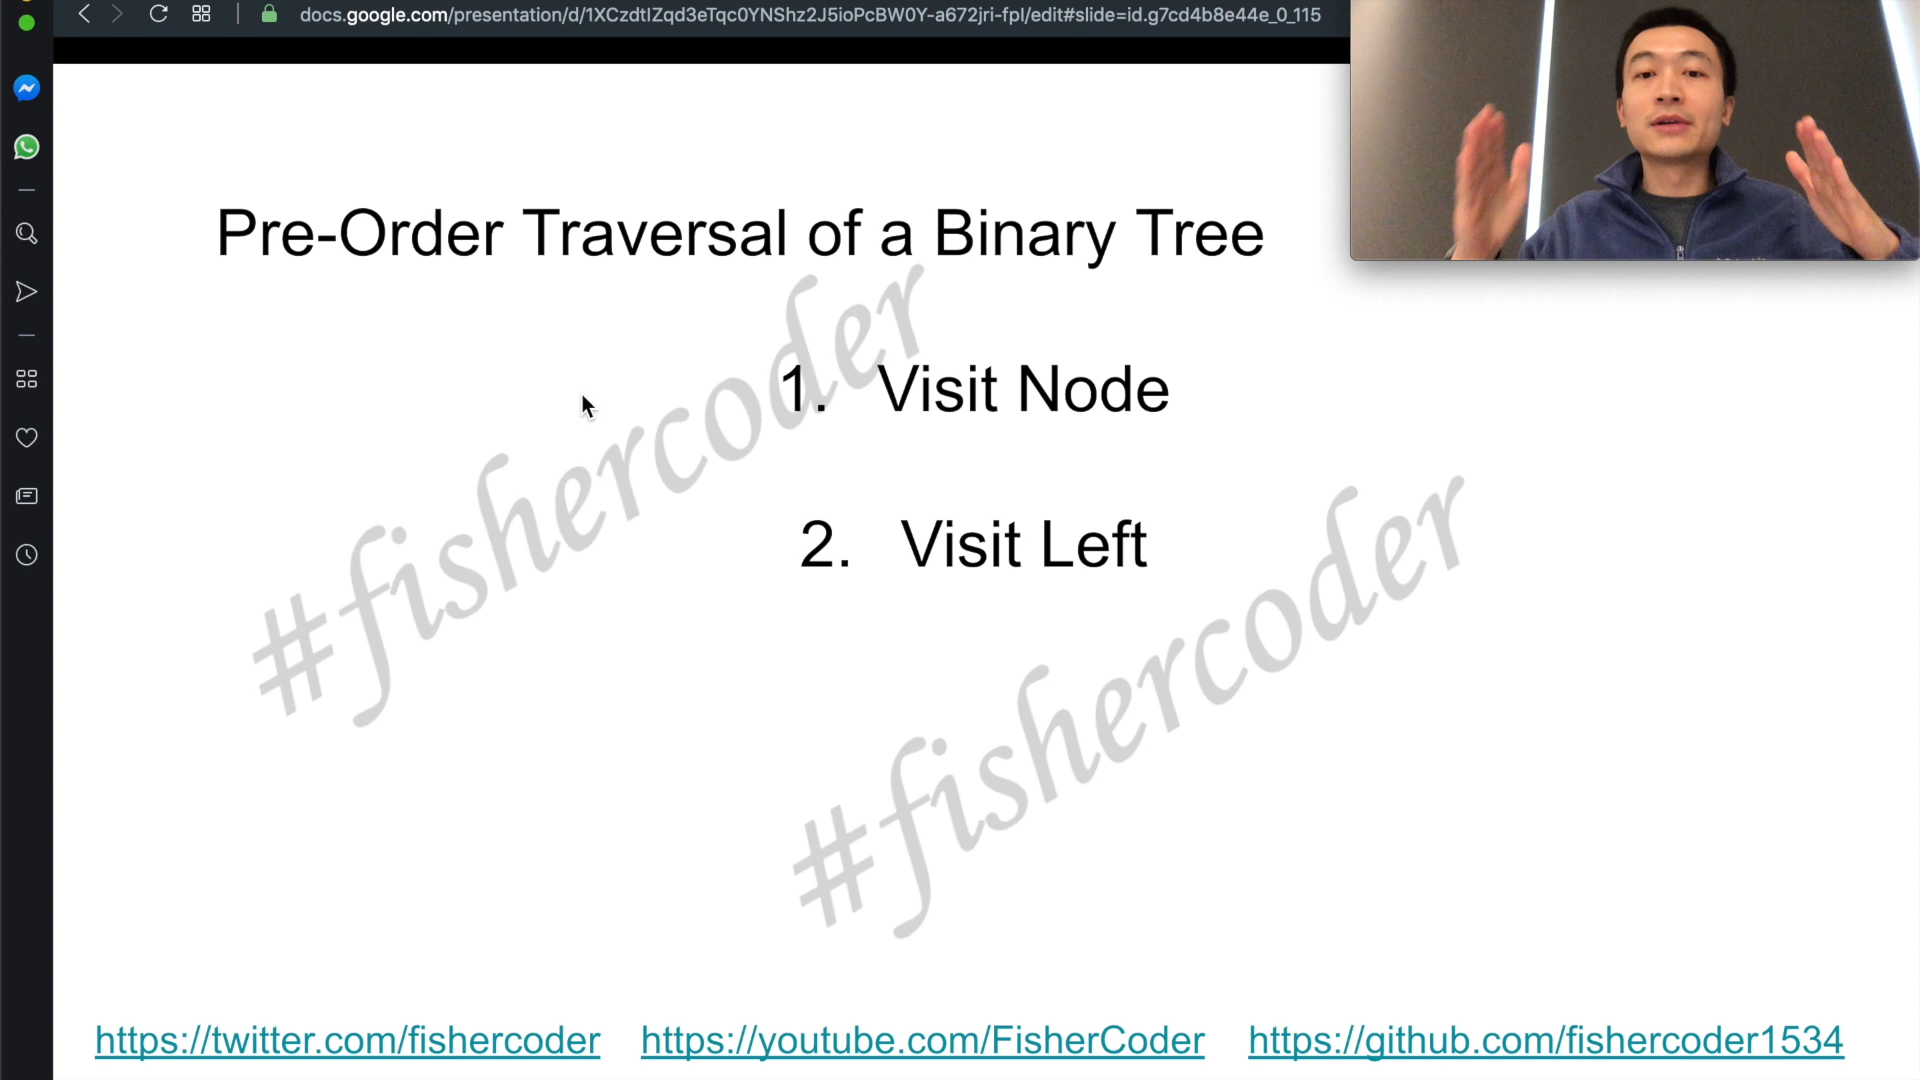 docs.google.com/presentation/d/1XCzdtIZqd3eTqc0YNShz2J5ioPcBW0Y-a672jri-fpI/edit#slide=id.g7cd4b8e44e_0_115
Pre-Order Traversal of a Binary Tree
1. Visit Node
2. Visit Left
#fishercoder
#fishercoder
https://twitter.com/fishercoder https://youtube.com/FisherCoder https://github.com/fishercoder1534